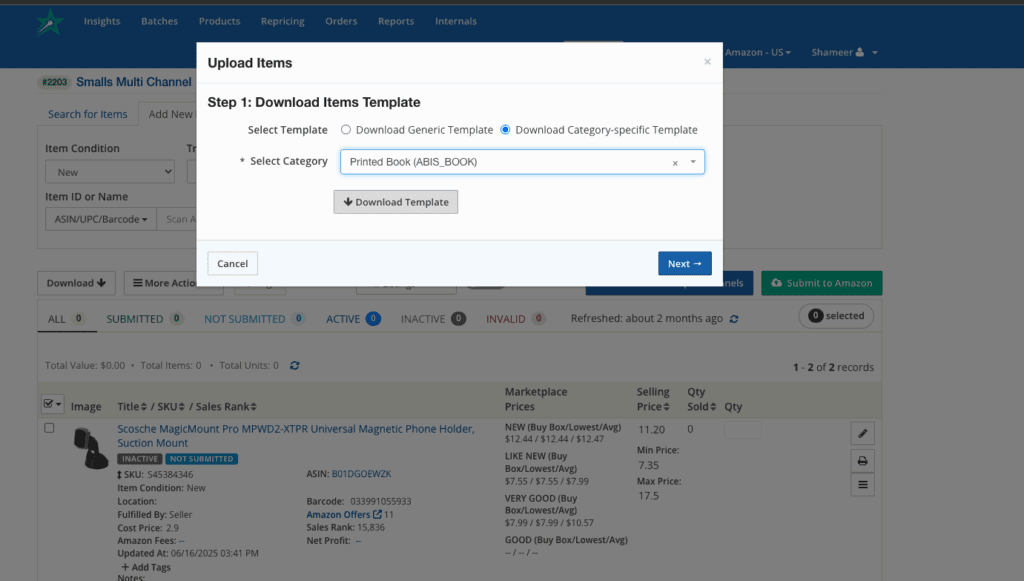 Insights Batches Products Repricing Orders Reports Internals
Amazon - US Shameer
#2203 Smalls Multi Channel
Upload Items ×
Step 1: Download Items Template
Select Template Download Generic Template Download Category-specific Template
* Select Category Printed Book (ABIS_BOOK) ×
Download Template
Cancel Next →
Search for Items Add New
Item Condition
New
Item ID or Name
ASIN/UPC/Barcode Scan A
Download More Actio Submit to Amazon
ALL 0 SUBMITTED 0 NOT SUBMITTED 0 ACTIVE 0 INACTIVE 0 INVALID 0 Refreshed: about 2 months ago 0 selected
Total Value: $0.00 • Total Items: 0 • Total Units: 0 1 - 2 of 2 records
Image Title / SKU / Sales Rank Marketplace Prices Selling Price Qty Sold Qty
Scosche MagicMount Pro MPWD2-XTPR Universal Magnetic Phone Holder,
Suction Mount
INACTIVE NOT SUBMITTED
SKU: S45384346
Item Condition: New
Location:
Fulfilled By: Seller
Cost Price: 2.9
Amazon Fees: --
Updated At: 06/16/2025 03:41 PM
+ Add Tags
Notes:
ASIN: B01DGOEWZK
Barcode: 033991055933
Amazon Offers 11
Sales Rank: 15,836
Net Profit: --
NEW (Buy Box/Lowest/Avg)
$12.44 / $12.44 / $12.47
LIKE NEW (Buy
Box/Lowest/Avg)
$7.55 / $7.55 / $7.99
VERY GOOD (Buy
Box/Lowest/Avg)
$7.99 / $7.99 / $10.57
GOOD (Buy Box/Lowest/Avg)
-- / -- / --
11.20 0
Min Price:
7.35
Max Price:
17.5